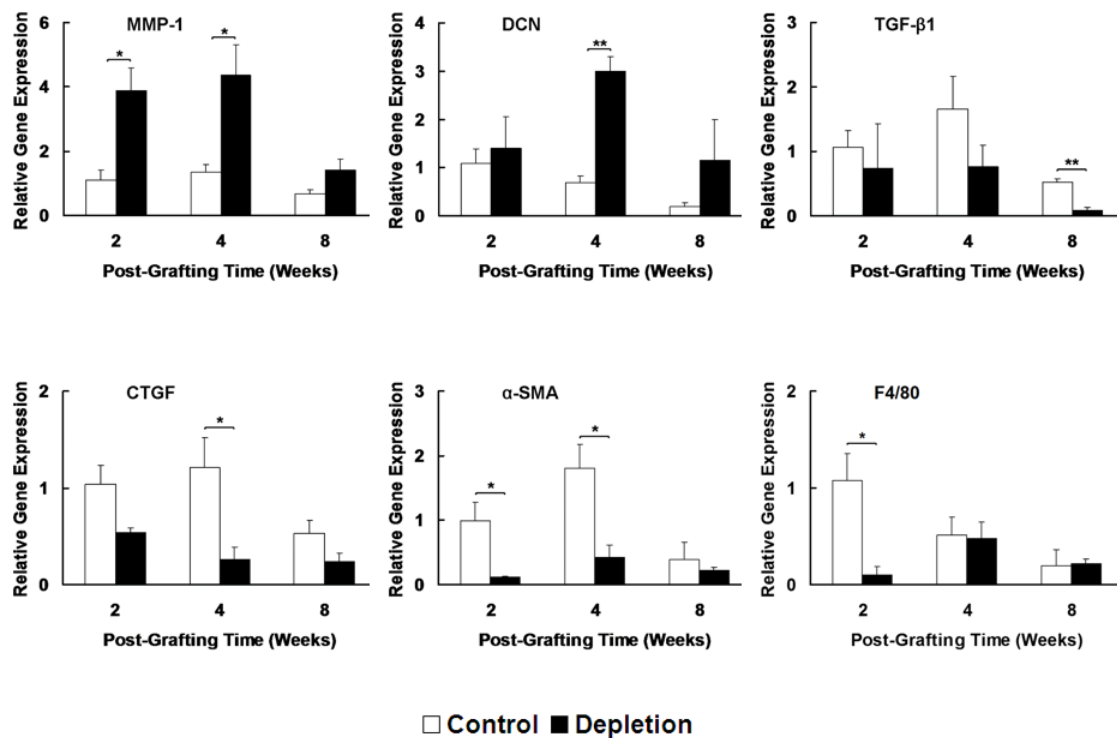 MMP-1
Relative Gene Expression
6
4
2
0
*
*
2 4 8
Post-Grafting Time (Weeks)
DCN
Relative Gene Expression
4
3
2
1
0
**
2 4 8
Post-Grafting Time (Weeks)
TGF-β1
Relative Gene Expression
3
2
1
0
**
2 4 8
Post-Grafting Time (Weeks)
CTGF
Relative Gene Expression
2
1
0
*
2 4 8
Post-Grafting Time (Weeks)
α-SMA
Relative Gene Expression
3
2
1
0
*
*
2 4 8
Post-Grafting Time (Weeks)
F4/80
Relative Gene Expression
2
1
0
*
2 4 8
Post-Grafting Time (Weeks)
Control Depletion